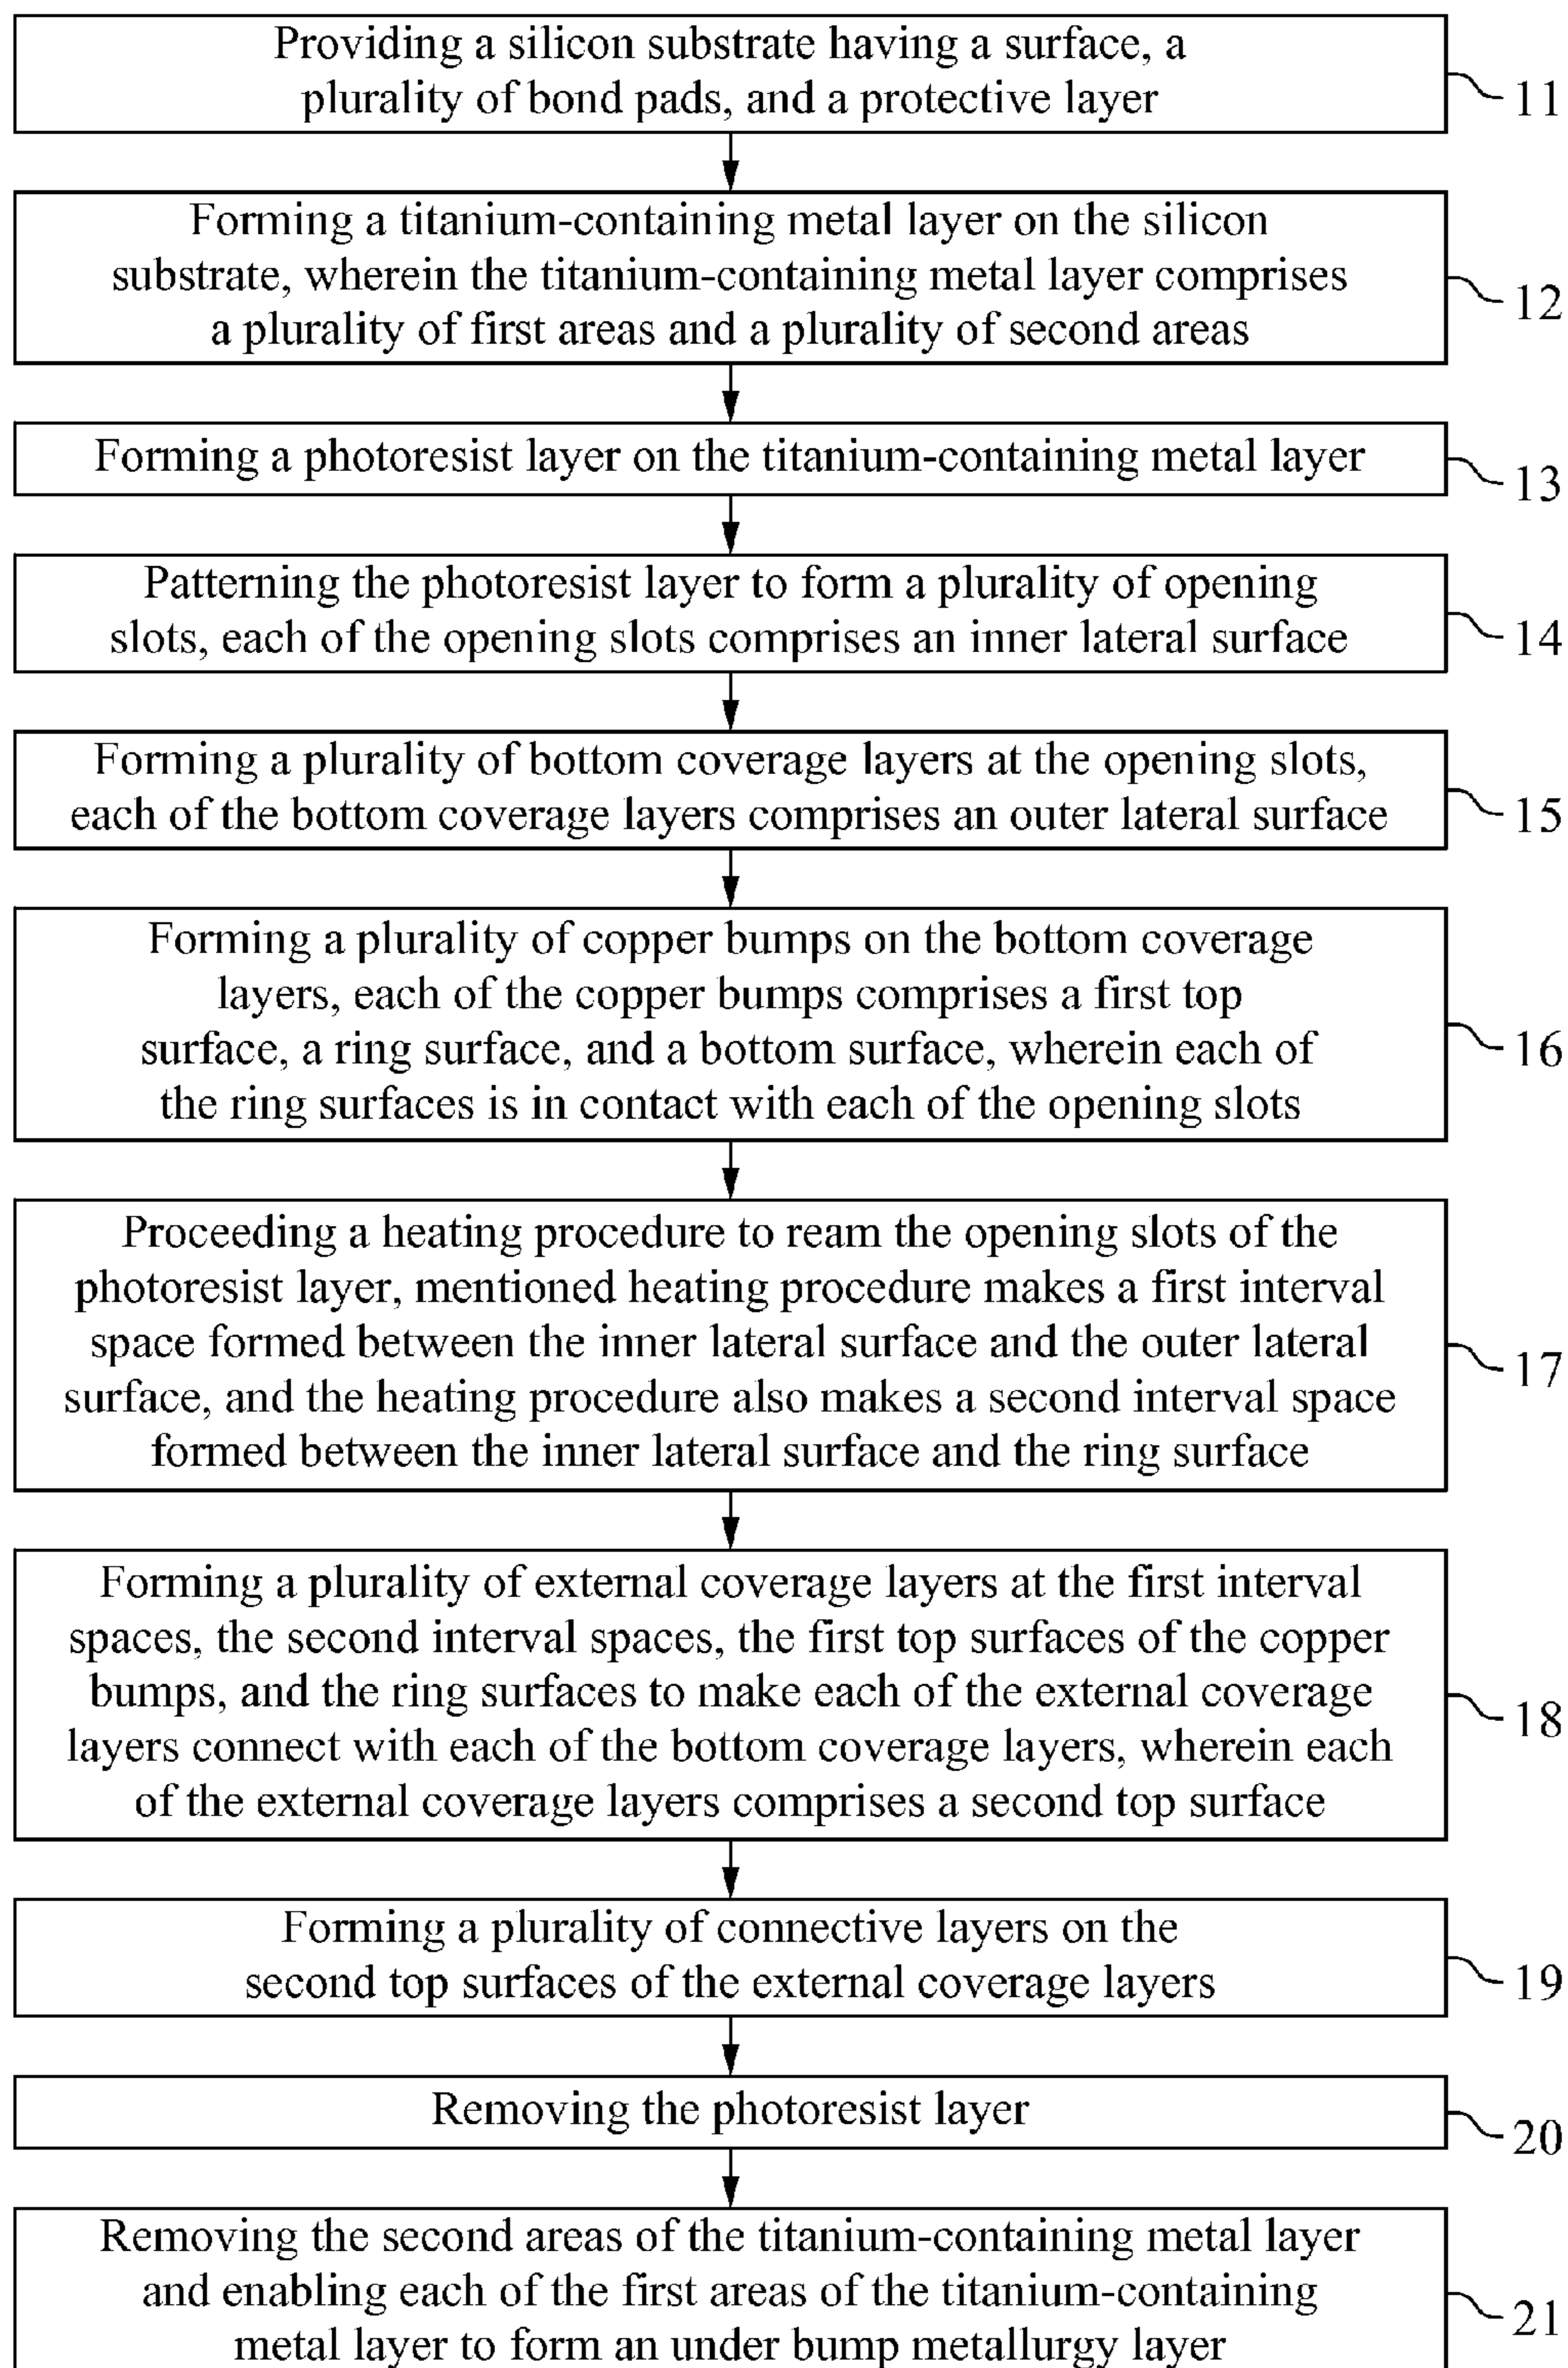 Providing a silicon substrate having a surface, a
plurality of bond pads, and a protective layer
11
Forming a titanium-containing metal layer on the silicon
substrate, wherein the titanium-containing metal layer comprises
a plurality of first areas and a plurality of second areas
12
Forming a photoresist layer on the titanium-containing metal layer
13
Patterning the photoresist layer to form a plurality of opening
slots, each of the opening slots comprises an inner lateral surface
14
Forming a plurality of bottom coverage layers at the opening slots,
each of the bottom coverage layers comprises an outer lateral surface
15
Forming a plurality of copper bumps on the bottom coverage
layers, each of the copper bumps comprises a first top
surface, a ring surface, and a bottom surface, wherein each of
the ring surfaces is in contact with each of the opening slots
16
Proceeding a heating procedure to ream the opening slots of the
photoresist layer, mentioned heating procedure makes a first interval
space formed between the inner lateral surface and the outer lateral
surface, and the heating procedure also makes a second interval space
formed between the inner lateral surface and the ring surface
17
Forming a plurality of external coverage layers at the first interval
spaces, the second interval spaces, the first top surfaces of the copper
bumps, and the ring surfaces to make each of the external coverage
layers connect with each of the bottom coverage layers, wherein each
of the external coverage layers comprises a second top surface
18
Forming a plurality of connective layers on the
second top surfaces of the external coverage layers
19
Removing the photoresist layer
20
Removing the second areas of the titanium-containing metal layer
and enabling each of the first areas of the titanium-containing
metal layer to form an under bump metallurgy layer
21